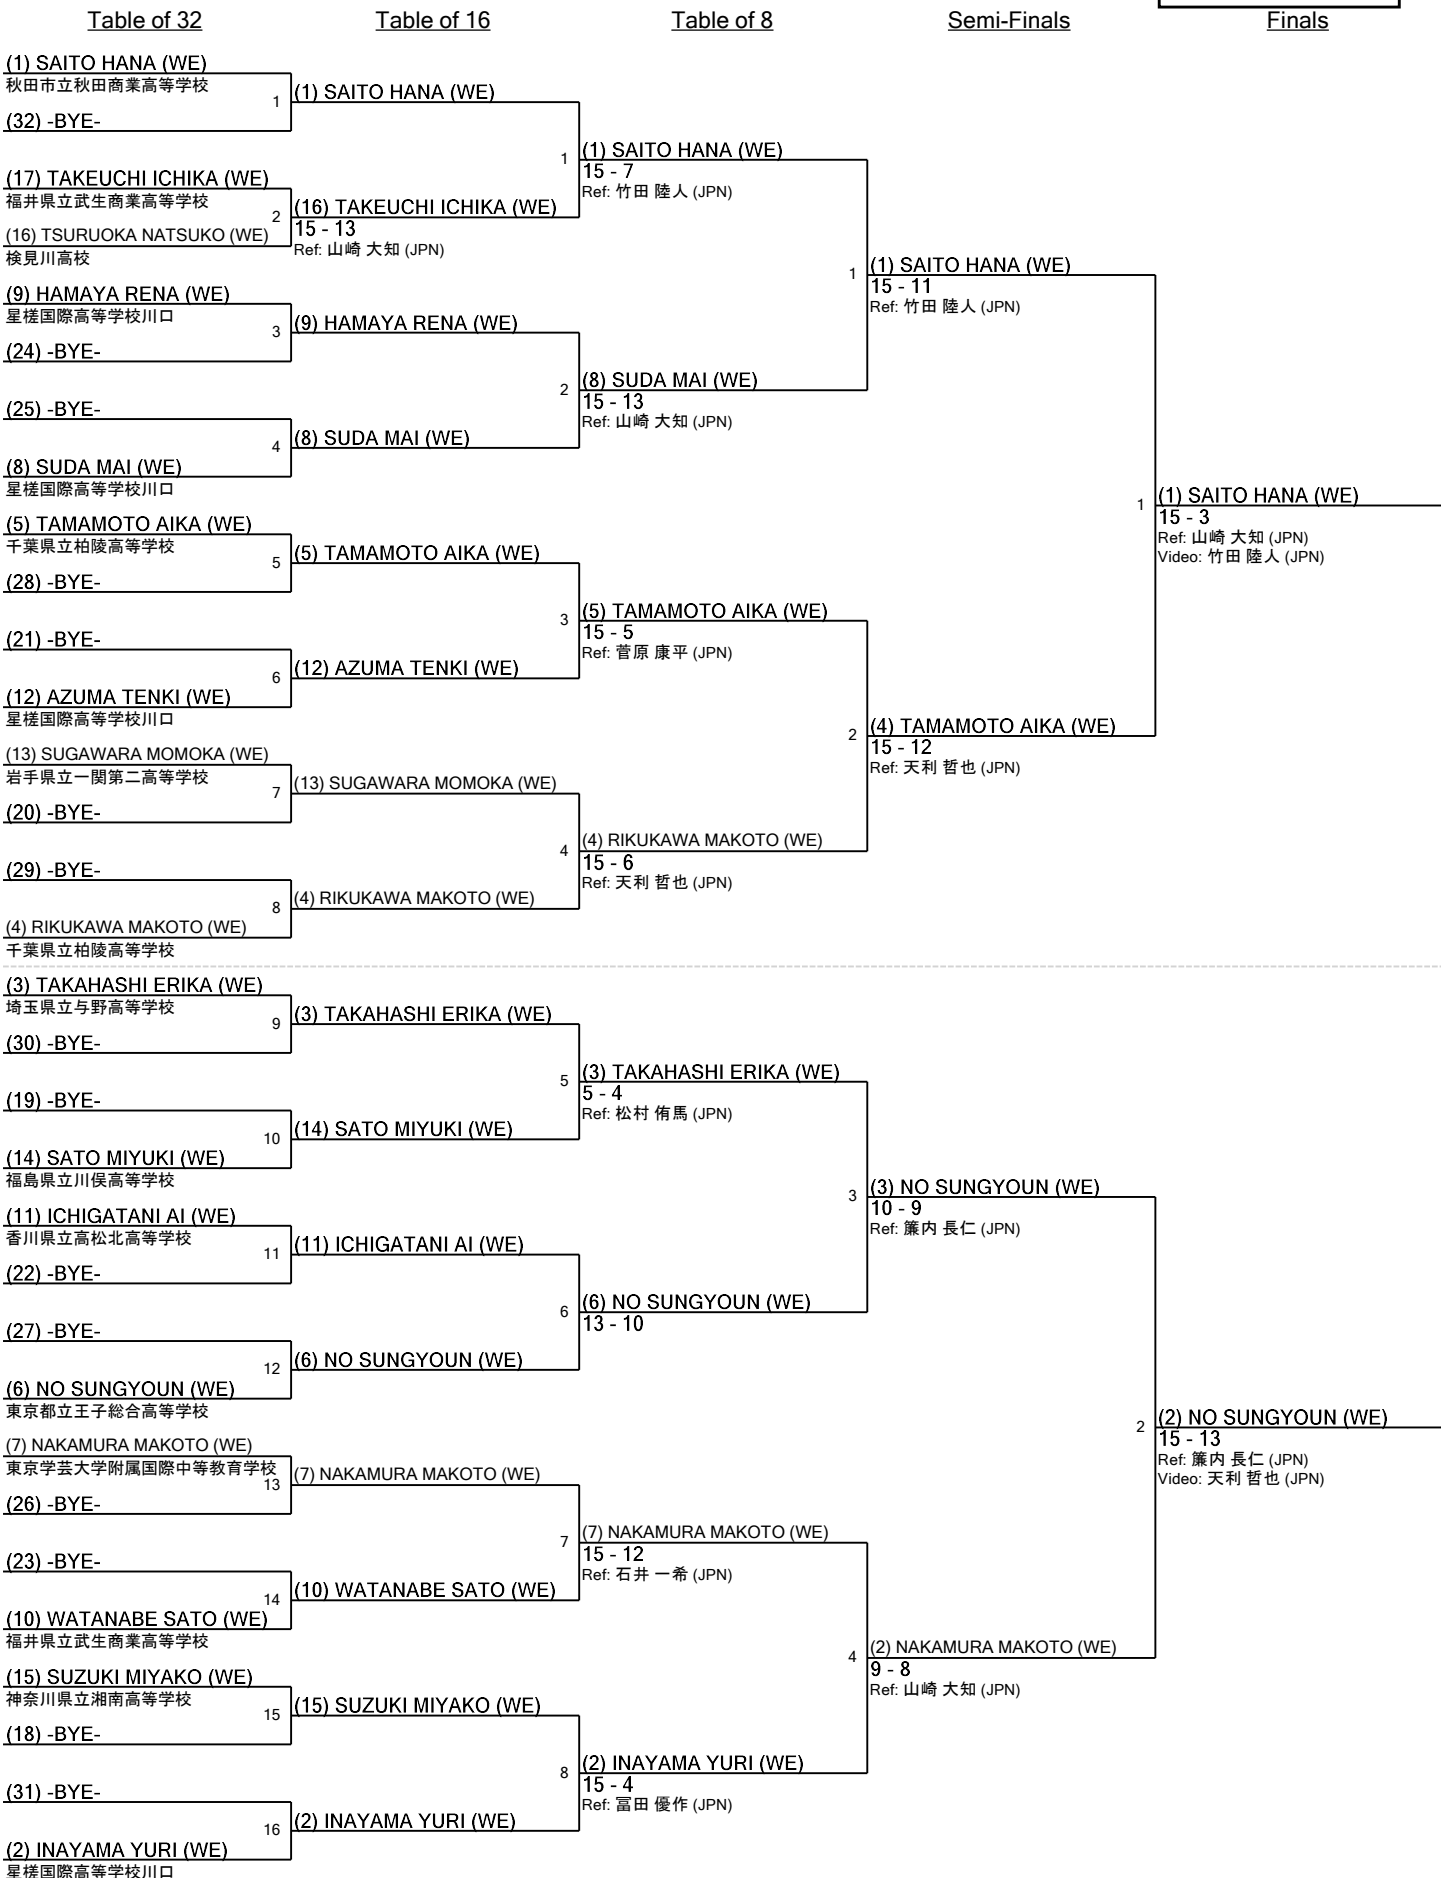 Table of 32
Table of 16
Table of 8
Semi-Finals
Finals
(1) SAITO HANA (WE)
秋田市立秋田商業高等学校
1
(32) -BYE-
(17) TAKEUCHI ICHIKA (WE)
福井県立武生商業高等学校
2
(16) TSURUOKA NATSUKO (WE)
検見川高校
(9) HAMAYA RENA (WE)
星槎国際高等学校川口
3
(24) -BYE-
(25) -BYE-
4
(8) SUDA MAI (WE)
星槎国際高等学校川口
(5) TAMAMOTO AIKA (WE)
千葉県立柏陵高等学校
5
(28) -BYE-
(21) -BYE-
6
(12) AZUMA TENKI (WE)
星槎国際高等学校川口
(13) SUGAWARA MOMOKA (WE)
岩手県立一関第二高等学校
7
(20) -BYE-
(29) -BYE-
8
(4) RIKUKAWA MAKOTO (WE)
千葉県立柏陵高等学校
(3) TAKAHASHI ERIKA (WE)
埼玉県立与野高等学校
9
(30) -BYE-
(19) -BYE-
10
(14) SATO MIYUKI (WE)
福島県立川俣高等学校
(11) ICHIGATANI AI (WE)
香川県立高松北高等学校
11
(22) -BYE-
(27) -BYE-
12
(6) NO SUNGYOUN (WE)
東京都立王子総合高等学校
(7) NAKAMURA MAKOTO (WE)
東京学芸大学附属国際中等教育学校
13
(26) -BYE-
(23) -BYE-
14
(10) WATANABE SATO (WE)
福井県立武生商業高等学校
(15) SUZUKI MIYAKO (WE)
神奈川県立湘南高等学校
15
(18) -BYE-
(31) -BYE-
16
(2) INAYAMA YURI (WE)
星槎国際高等学校川口
(1) SAITO HANA (WE)
1
(16) TAKEUCHI ICHIKA (WE)
15 - 13
Ref: 山崎 大知 (JPN)
(9) HAMAYA RENA (WE)
2
(8) SUDA MAI (WE)
(5) TAMAMOTO AIKA (WE)
3
(12) AZUMA TENKI (WE)
(13) SUGAWARA MOMOKA (WE)
4
(4) RIKUKAWA MAKOTO (WE)
(3) TAKAHASHI ERIKA (WE)
5
(14) SATO MIYUKI (WE)
(11) ICHIGATANI AI (WE)
6
(6) NO SUNGYOUN (WE)
(7) NAKAMURA MAKOTO (WE)
7
(10) WATANABE SATO (WE)
(15) SUZUKI MIYAKO (WE)
8
(2) INAYAMA YURI (WE)
(1) SAITO HANA (WE)
15 - 7
Ref: 竹田 陸人 (JPN)
1
(8) SUDA MAI (WE)
15 - 13
Ref: 山崎 大知 (JPN)
(5) TAMAMOTO AIKA (WE)
15 - 5
Ref: 菅原 康平 (JPN)
2
(4) RIKUKAWA MAKOTO (WE)
15 - 6
Ref: 天利 哲也 (JPN)
(3) TAKAHASHI ERIKA (WE)
5 - 4
Ref: 松村 侑馬 (JPN)
3
(6) NO SUNGYOUN (WE)
13 - 10
(7) NAKAMURA MAKOTO (WE)
15 - 12
Ref: 石井 一希 (JPN)
4
(2) INAYAMA YURI (WE)
15 - 4
Ref: 冨田 優作 (JPN)
(1) SAITO HANA (WE)
15 - 11
Ref: 竹田 陸人 (JPN)
1
(4) TAMAMOTO AIKA (WE)
15 - 12
Ref: 天利 哲也 (JPN)
(3) NO SUNGYOUN (WE)
10 - 9
Ref: 簾内 長仁 (JPN)
2
(2) NAKAMURA MAKOTO (WE)
9 - 8
Ref: 山崎 大知 (JPN)
(1) SAITO HANA (WE)
15 - 3
Ref: 山崎 大知 (JPN)
Video: 竹田 陸人 (JPN)
(2) NO SUNGYOUN (WE)
15 - 13
Ref: 簾内 長仁 (JPN)
Video: 天利 哲也 (JPN)